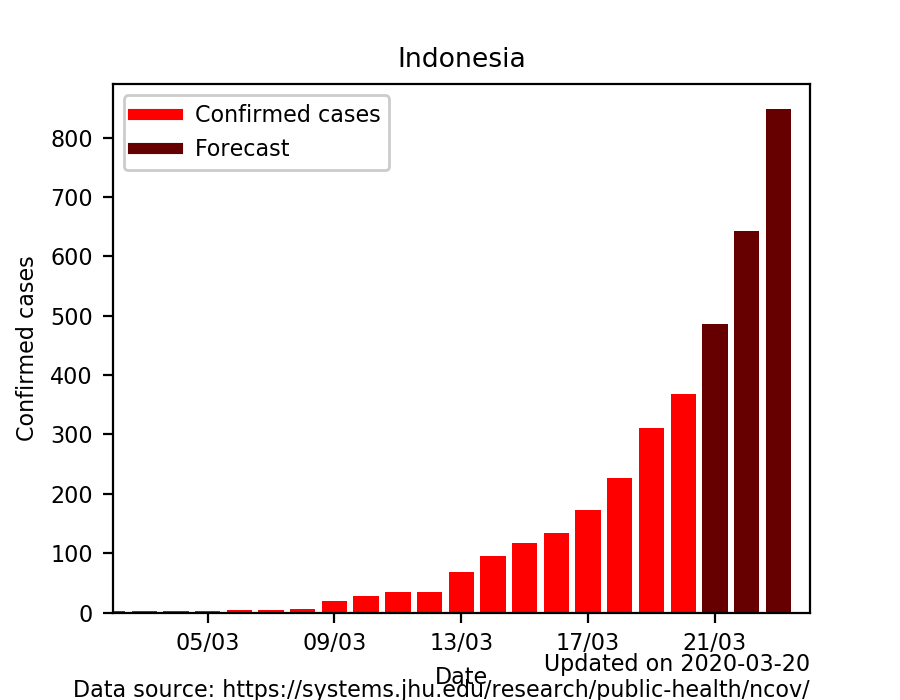 Indonesia
Confirmed cases
Forecast
Confirmed cases
800
700
600
500
400
300
200
100
0
05/03
09/03
13/03
17/03
21/03
Date
Updated on 2020-03-20
Data source: https://systems.jhu.edu/research/public-health/ncov/